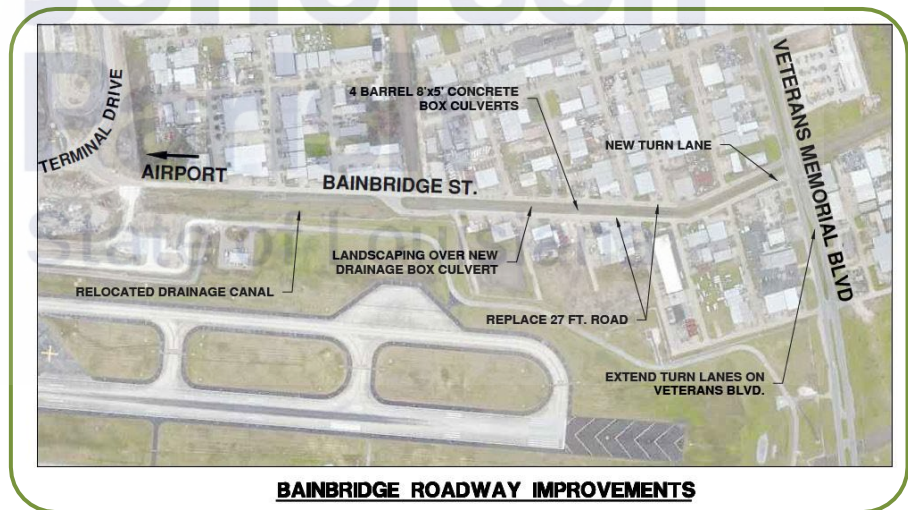 4 BARREL 8'x5' CONCRETE
BOX CULVERTS
VETERANS MEMORIAL BLVD
TERMINAL DRIVE
NEW TURN LANE
AIRPORT
BAINBRIDGE ST.
LANDSCAPING OVER NEW
DRAINAGE BOX CULVERT
RELOCATED DRAINAGE CANAL
REPLACE 27 FT. ROAD
EXTEND TURN LANES ON
VETERANS BLVD.
BAINBRIDGE ROADWAY IMPROVEMENTS